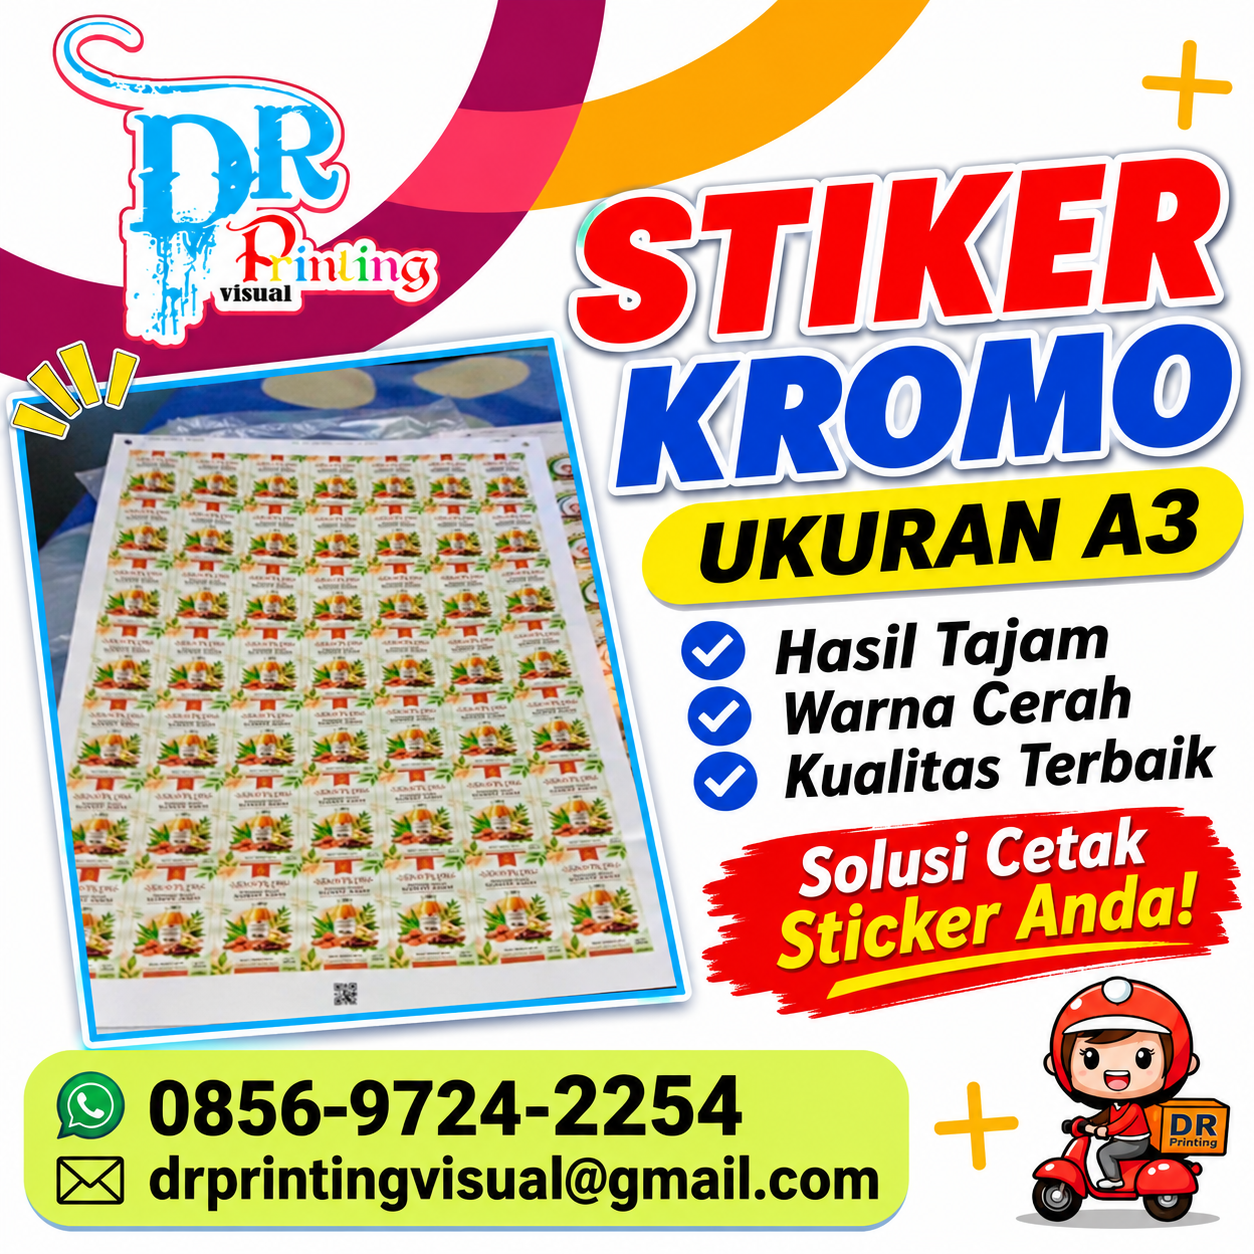 DR
Printing
visual
STIKER
KROMO
UKURAN A3
Hasil Tajam
Warna Cerah
Kualitas Terbaik
Solusi Cetak
Sticker Anda!
0856-9724-2254
drprintingvisual@gmail.com
DR
Printing